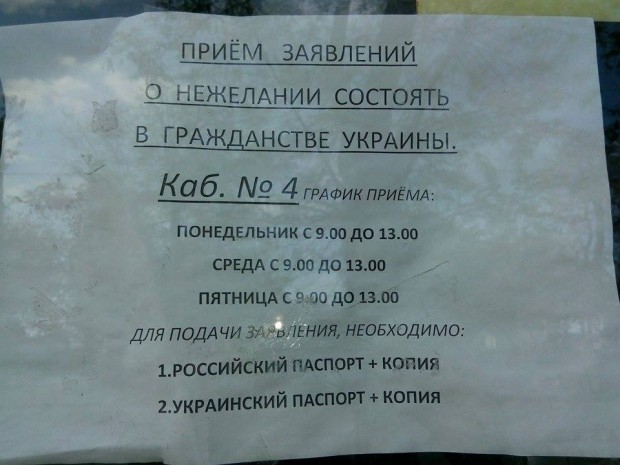 ПРИЁМ ЗАЯВЛЕНИЙ
О НЕЖЕЛАНИИ СОСТОЯТЬ
В ГРАЖДАНСТВЕ УКРАИНЫ.
Каб. № 4 ГРАФИК ПРИЁМА:
ПОНЕДЕЛЬНИК С 9.00 ДО 13.00
СРЕДА С 9.00 ДО 13.00
ПЯТНИЦА С 9:00 ДО 13.00
ДЛЯ ПОДАЧИ ЗАЯВЛЕНИЯ, НЕОБХОДИМО:
1.РОССИЙСКИЙ ПАСПОРТ + КОПИЯ
2.УКРАИНСКИЙ ПАСПОРТ + КОПИЯ